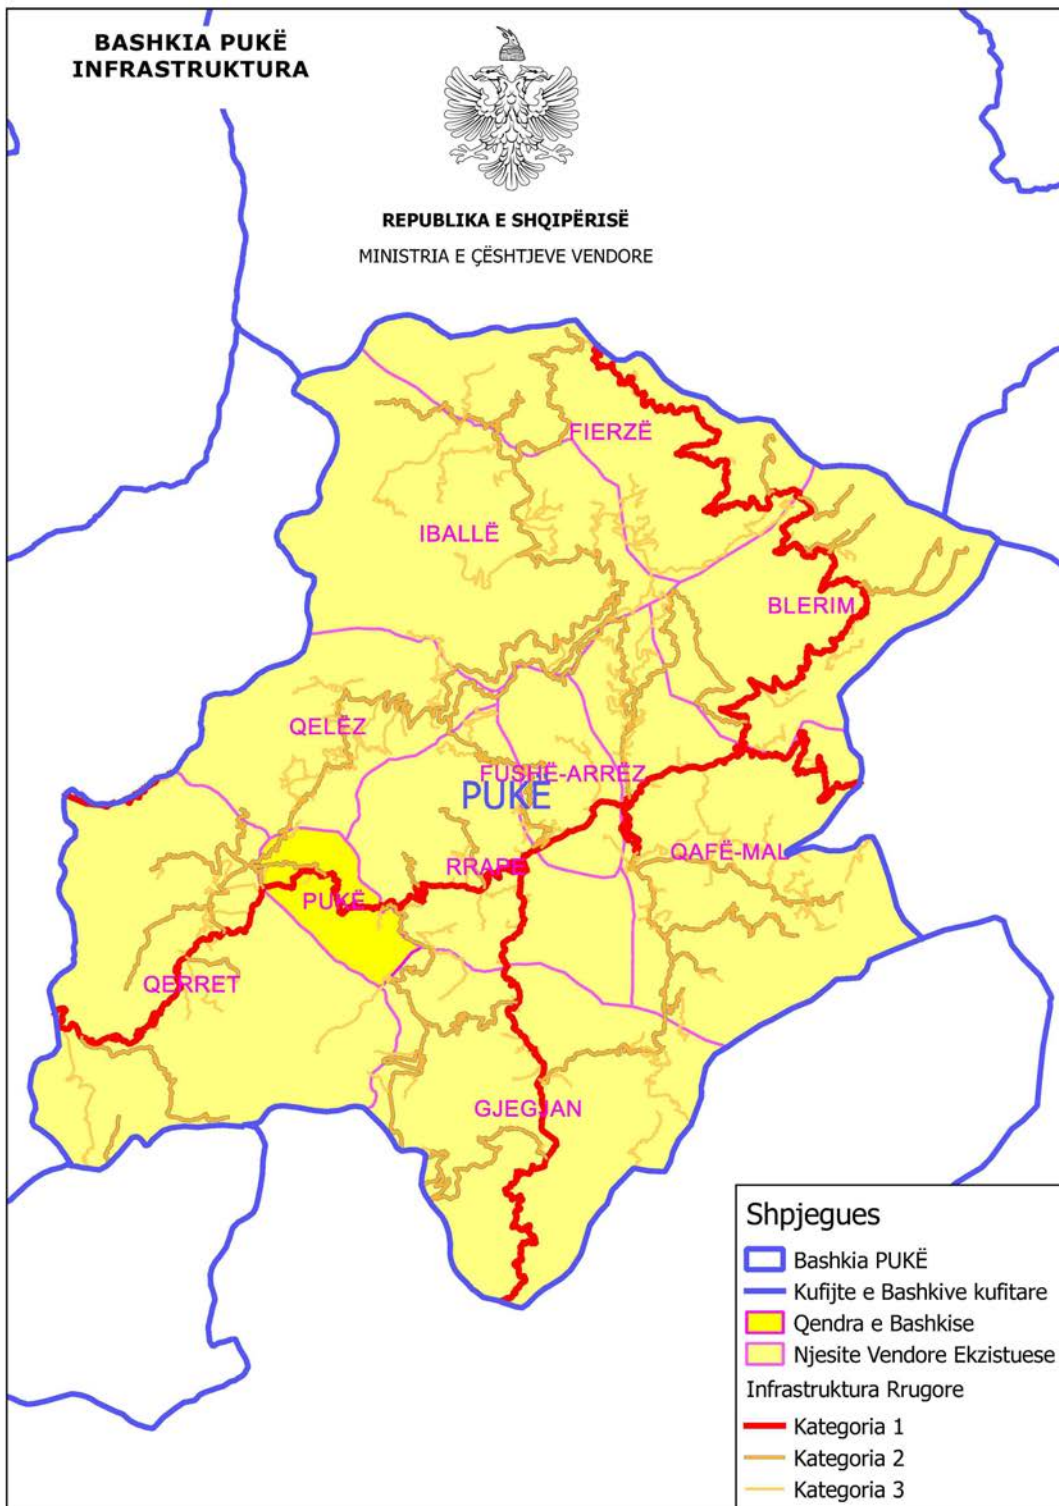 BASHKIA PUKË
INFRASTRUKTURA
REPUBLIKA E SHQIPËRISË
MINISTRIA E ÇËSHTJEVE VENDORE
FIERZË
IBALLË
BLERIM
QELËZ
FUSHË-ARRËZ
PUKË
QAFË-MAL
RRAPE
PUKË
QERRET
GJEGJAN
Shpjegues
Bashkia PUKË
Kufijte e Bashkive kufitare
Qendra e Bashkise
Njesite Vendore Ekzistuese
Infrastruktura Rrugore
Kategoria 1
Kategoria 2
Kategoria 3